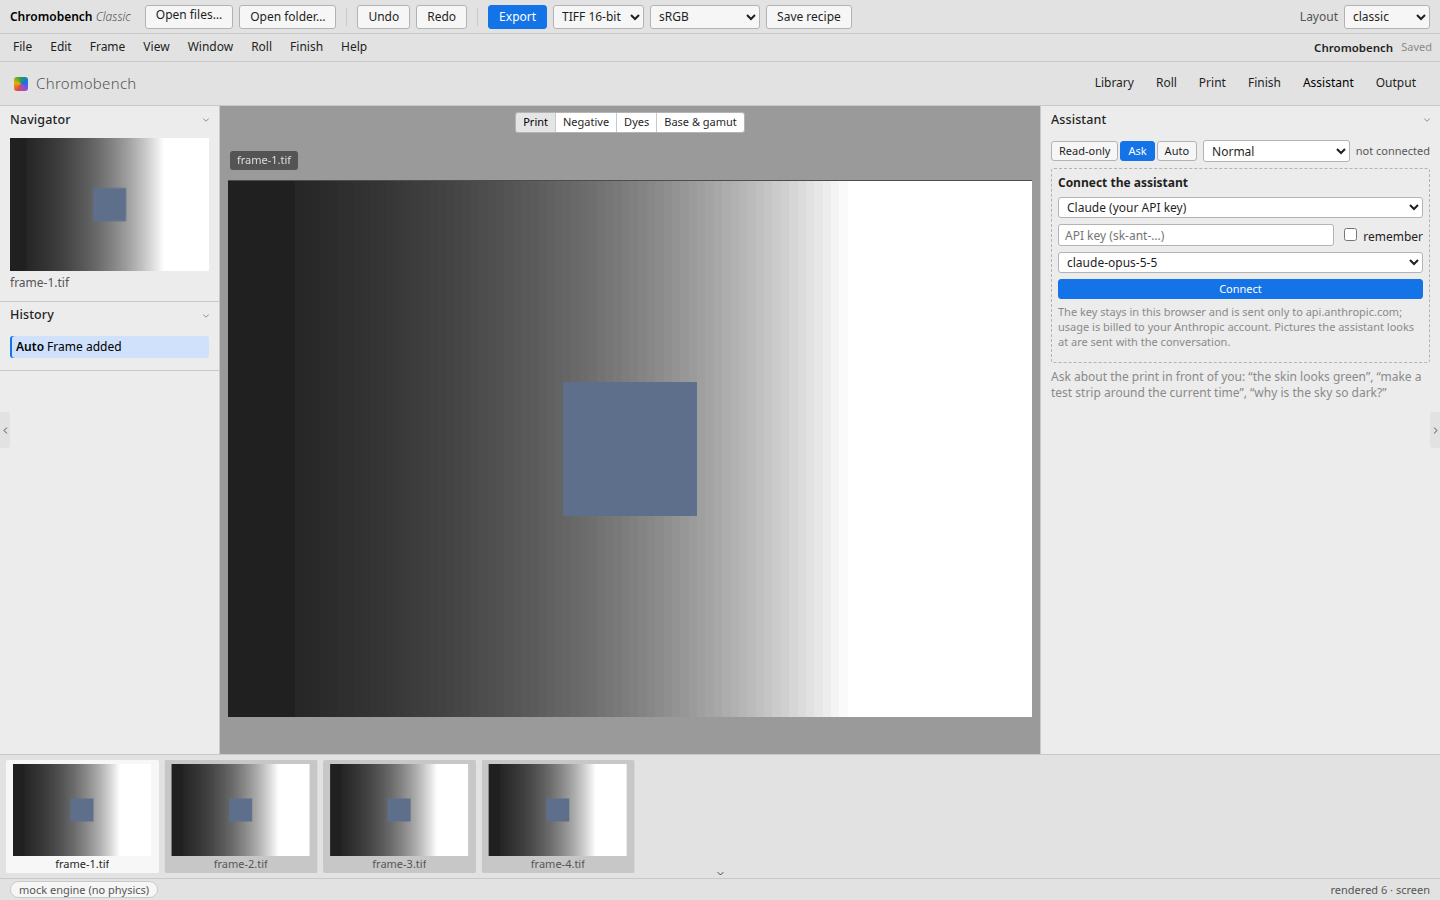 Chromobench Classic Open files... Open folder... Undo Redo Export TIFF 16-bit sRGB Save recipe Layout classic
File Edit Frame View Window Roll Finish Help Chromobench Saved
Chromobench Library Roll Print Finish Assistant Output
Navigator
frame-1.tif
History
Auto Frame added
Print Negative Dyes Base & gamut
frame-1.tif
Assistant
Read-only Ask Auto Normal not connected
Connect the assistant
Claude (your API key)
API key (sk-ant-...) remember
claude-opus-5-5
Connect
The key stays in this browser and is sent only to api.anthropic.com;
usage is billed to your Anthropic account. Pictures the assistant looks
at are sent with the conversation.
Ask about the print in front of you: “the skin looks green”, “make a
test strip around the current time”, “why is the sky so dark?”
frame-1.tif frame-2.tif frame-3.tif frame-4.tif
mock engine (no physics) rendered 6 · screen